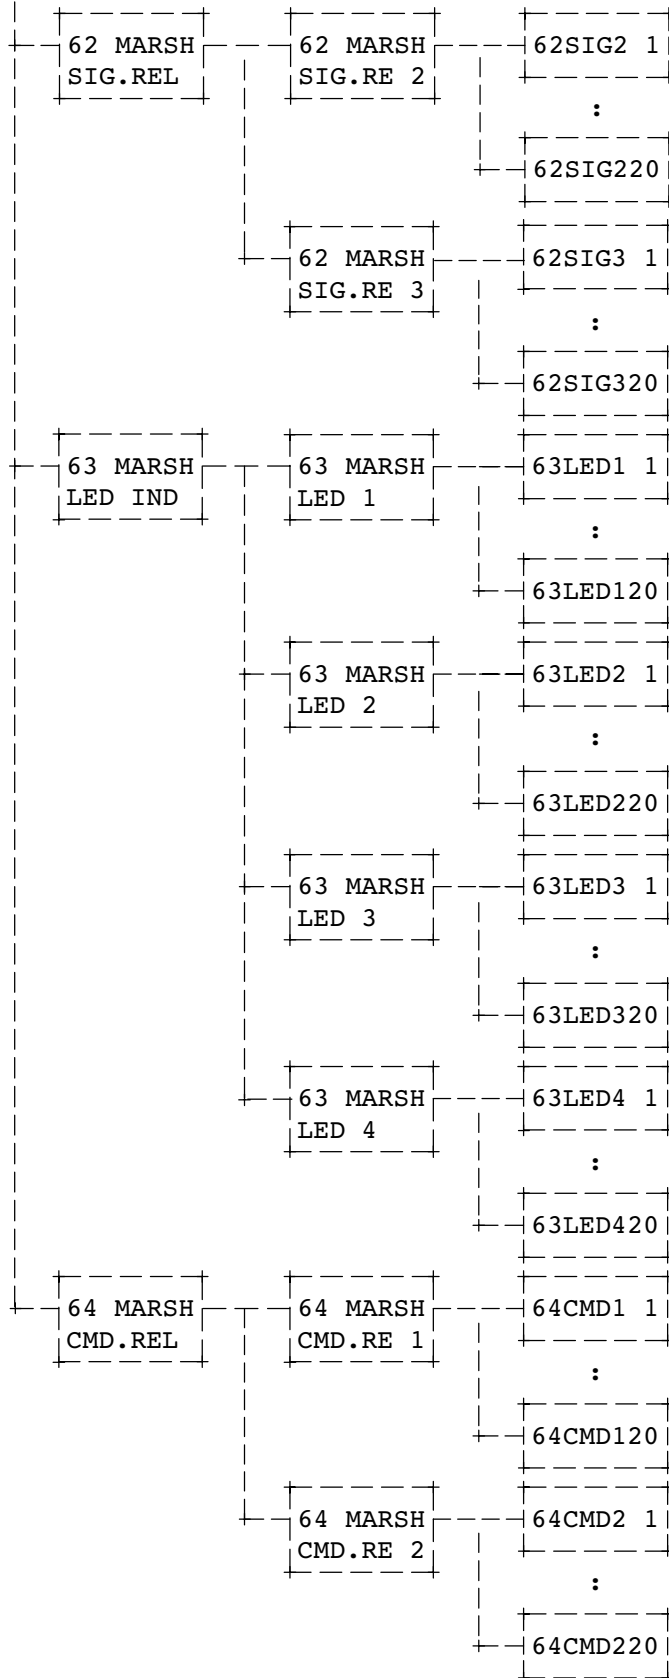 62 MARSH
SIG.REL
62 MARSH
SIG.RE 2
62SIG2 1
:
62SIG220
62 MARSH
SIG.RE 3
62SIG3 1
:
62SIG320
63 MARSH
LED IND
63 MARSH
LED 1
63LED1 1
:
63LED120
63 MARSH
LED 2
63LED2 1
:
63LED220
63 MARSH
LED 3
63LED3 1
:
63LED320
63 MARSH
LED 4
63LED4 1
:
63LED420
64 MARSH
CMD.REL
64 MARSH
CMD.RE 1
64CMD1 1
:
64CMD120
64 MARSH
CMD.RE 2
64CMD2 1
:
64CMD220